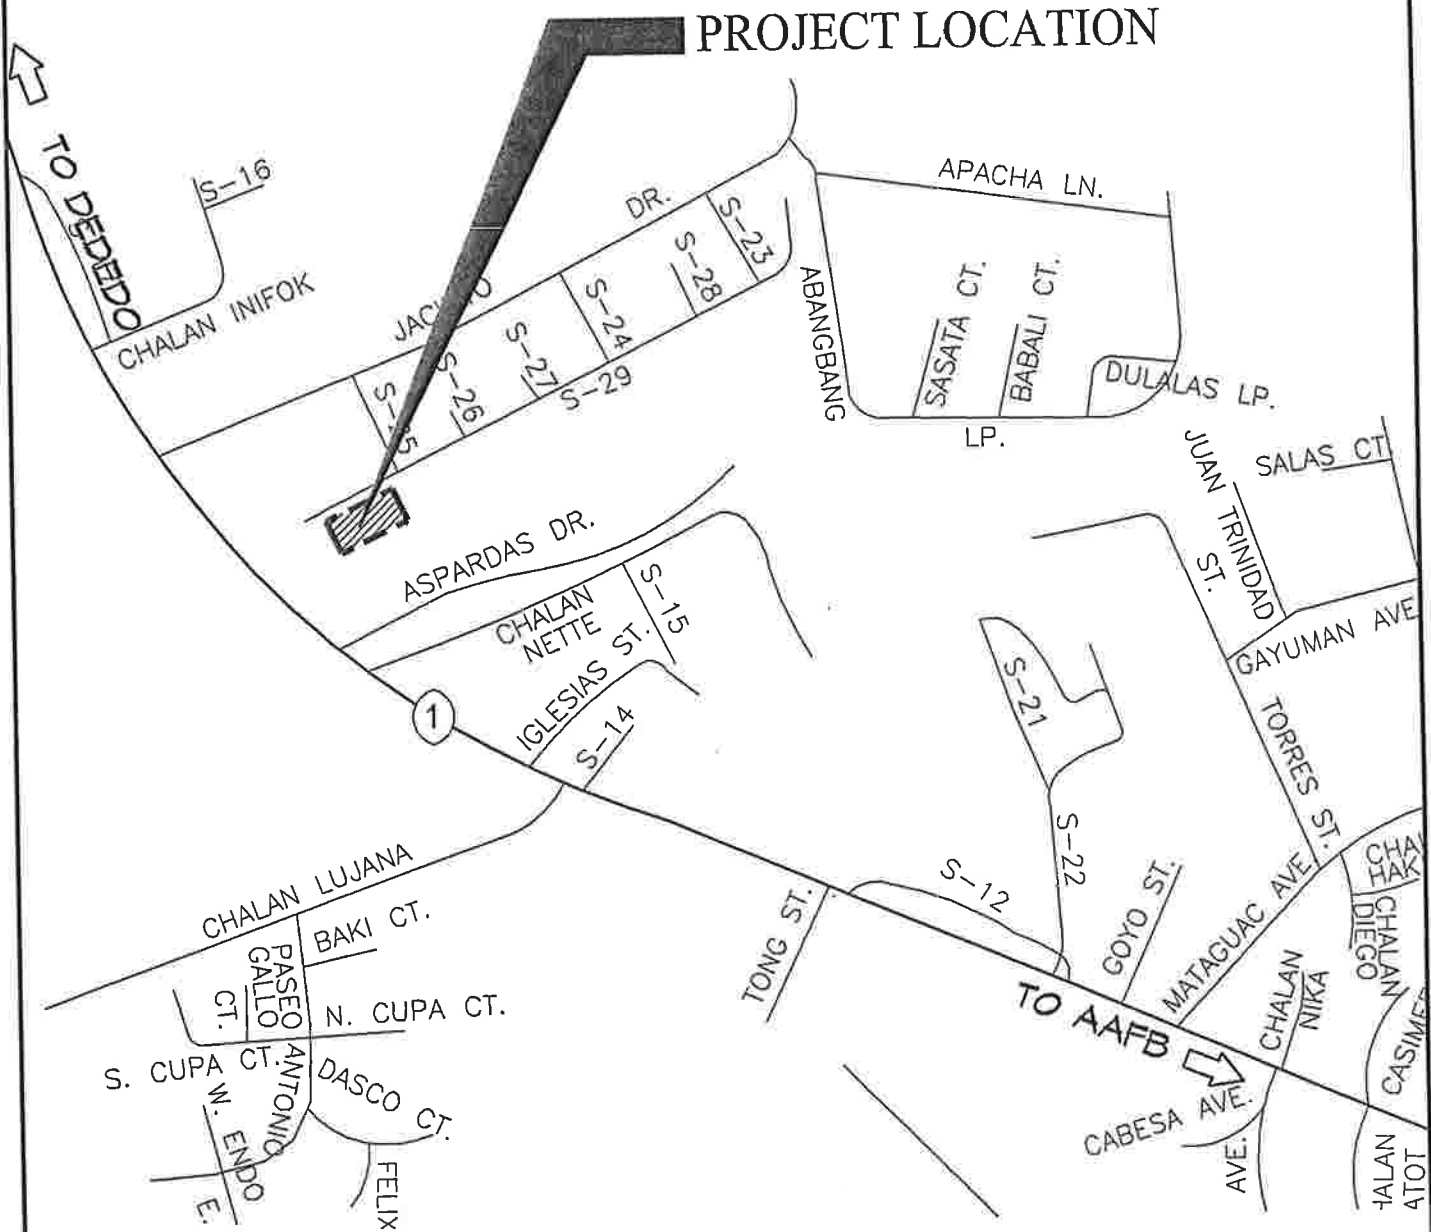 PROJECT LOCATION
TO DEDEDO
S-16
CHALAN INIFOK
DR.
S-23
S-28
S-24
S-27
S-26
S-29
APACHA LN.
ABANGBANG
LP.
SASATA CT.
BABALI CT.
DULALAS LP.
JUAN TRINIDAD
ST.
SALAS CT.
GAYUMAN AVE
TORRES ST.
ASPARDAS DR.
CHALAN
NETTE
S-15
IGLESIAS ST.
S-14
1
S-21
S-22
S-12
CHALAN LUJANA
BAKI CT.
PASEO
ANTONIO
GALLO
CT.
N. CUPA CT.
S. CUPA CT.
DASCO CT.
W. ENDO
E.
FELIX
TONG ST.
GOYO ST.
MATAGUAC AVE.
CHALAN
NIKA
CHALAN
DIEGO
TO AAFB
CABESA AVE.
AVE.